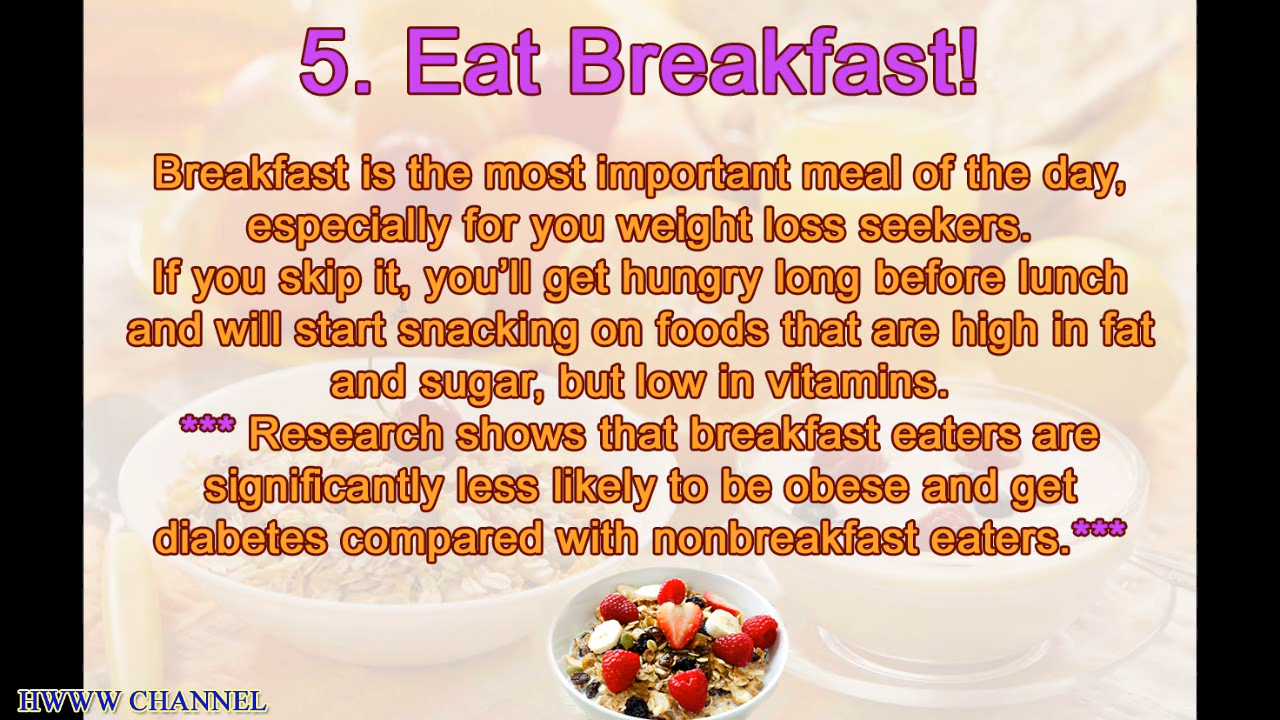 5. Eat Breakfast!
Breakfast is the most important meal of the day,
especially for you weight loss seekers.
If you skip it, you’ll get hungry long before lunch
and will start snacking on foods that are high in fat
and sugar, but low in vitamins.
*** Research shows that breakfast eaters are
significantly less likely to be obese and get
diabetes compared with nonbreakfast eaters.***
HWWW CHANNEL